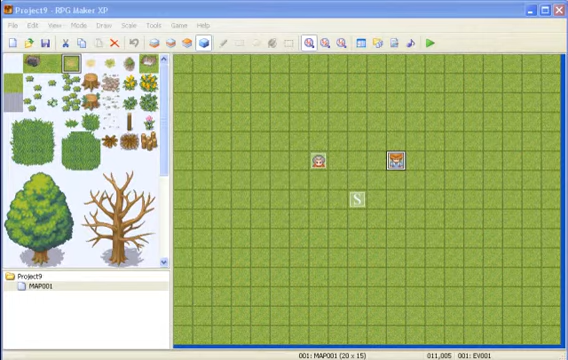 Project9 - RPG Maker XP
File Edit View Mode Draw Scale Tools Game Help
S
Project9
MAP001
001: MAP001 (20 x 15) 011,005 001: EV001